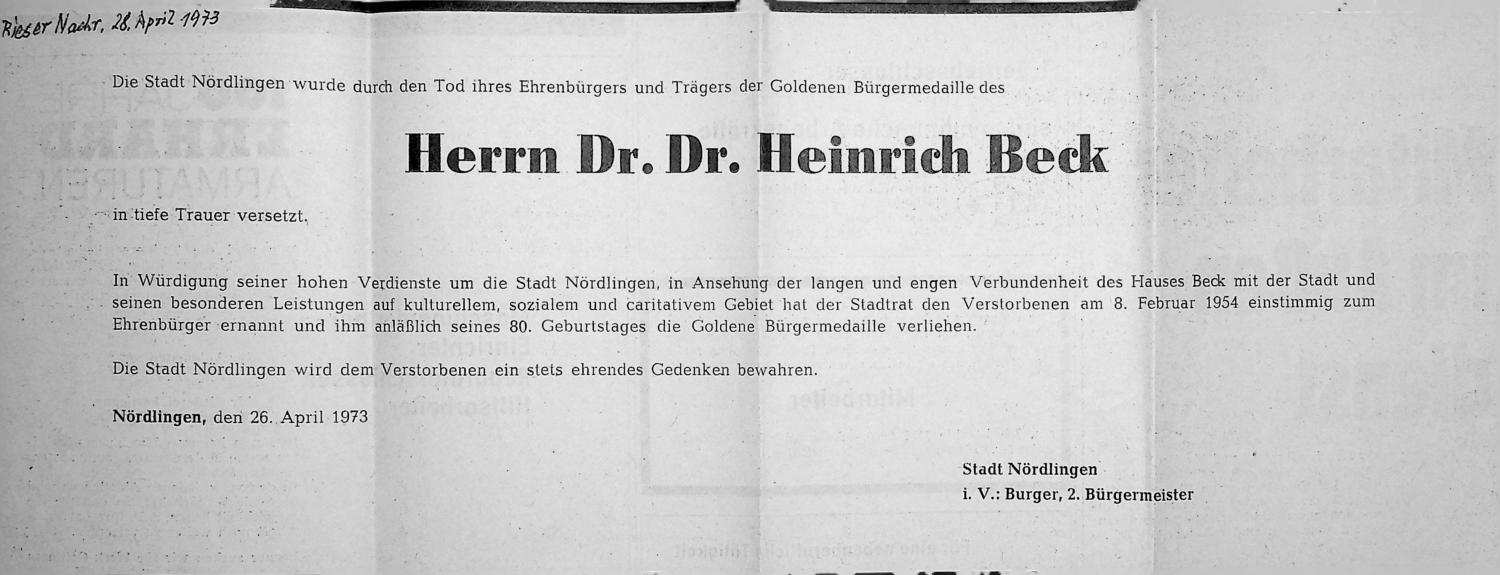 Rieser Nachr, 28. April 1973
Die Stadt Nördlingen wurde durch den Tod ihres Ehrenbürgers und Trägers der Goldenen Bürgermedaille des
Herrn Dr. Dr. Heinrich Beck
in tiefe Trauer versetzt.
In Würdigung seiner hohen Verdienste um die Stadt Nördlingen, in Ansehung der langen und engen Verbundenheit des Hauses Beck mit der Stadt und
seinen besonderen Leistungen auf kulturellem, sozialem und caritativem Gebiet hat der Stadtrat den Verstorbenen am 8. Februar 1954 einstimmig zum
Ehrenbürger ernannt und ihm anläßlich seines 80. Geburtstages die Goldene Bürgermedaille verliehen.
Die Stadt Nördlingen wird dem Verstorbenen ein stets ehrendes Gedenken bewahren.
Nördlingen, den 26. April 1973
Stadt Nördlingen
i. V.: Burger, 2. Bürgermeister